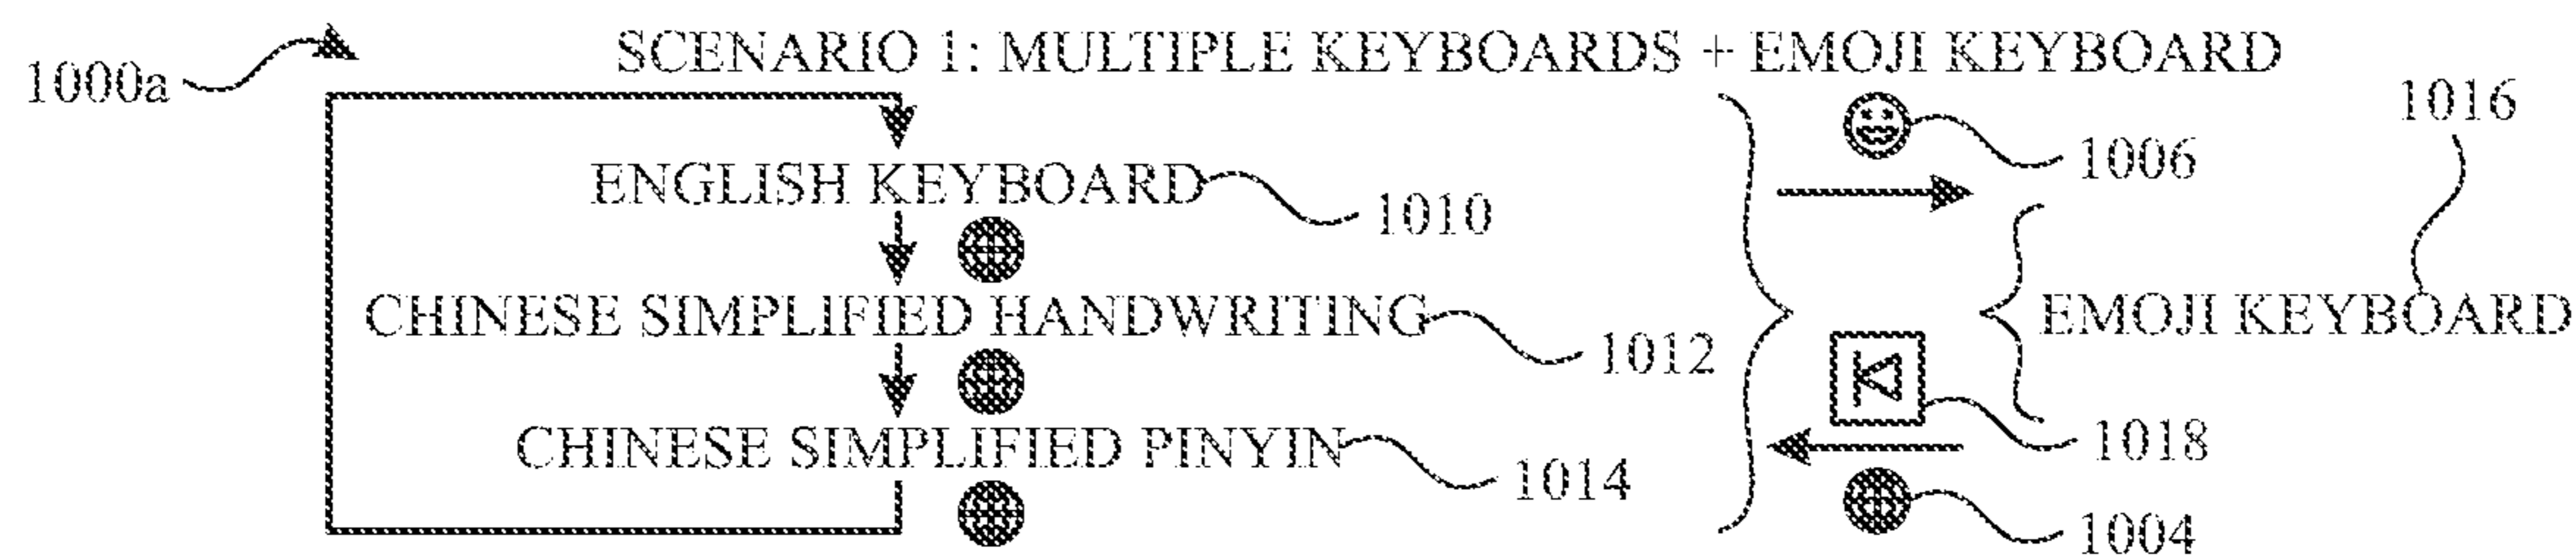 SCENARIO 1: MULTIPLE KEYBOARDS + EMOJI KEYBOARD
1000a
1016
1006
ENGLISH KEYBOARD
1010
CHINESE SIMPLIFIED HANDWRITING
EMOJI KEYBOARD
1012
CHINESE SIMPLIFIED PINYIN
1018
1014
1004